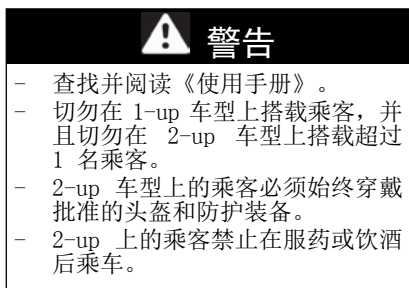 警告
- 查找并阅读《使用手册》。
- 切勿在 1-up 车型上搭载乘客，并
且切勿在 2-up 车型上搭载超过
1 名乘客。
- 2-up 车型上的乘客必须始终穿戴
批准的头盔和防护装备。
- 2-up 上的乘客禁止在服药或饮酒
后乘车。